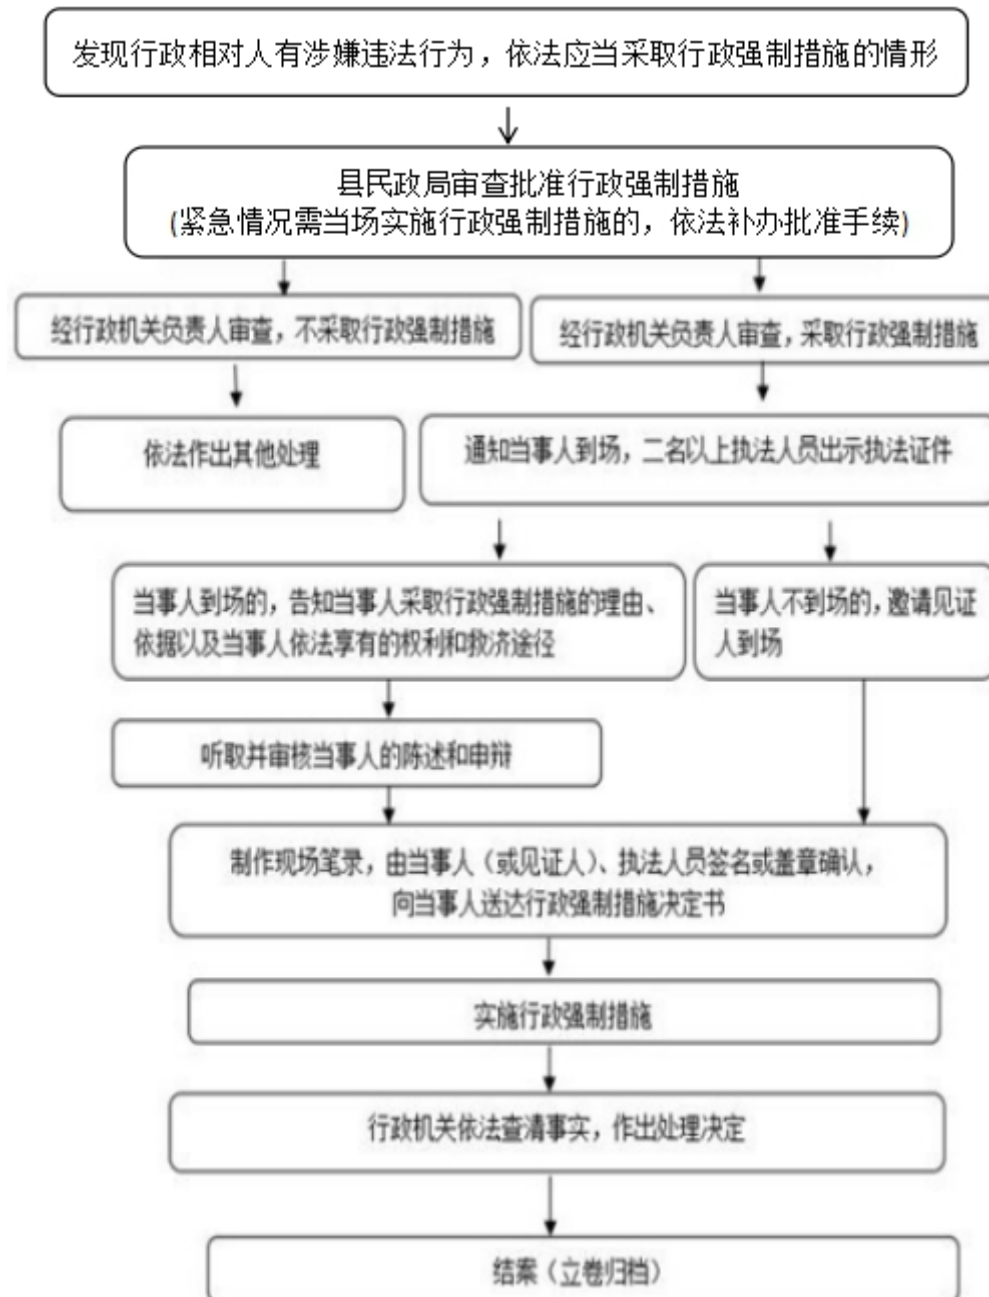 发现行政相对人有涉嫌违法行为，依法应当采取行政强制措施的情形
县民政局审查批准行政强制措施
(紧急情况需当场实施行政强制措施的，依法补办批准手续)
经行政机关负责人审查，不采取行政强制措施
经行政机关负责人审查，采取行政强制措施
依法作出其他处理
通知当事人到场，二名以上执法人员出示执法证件
当事人到场的，告知当事人采取行政强制措施的理由、
依据以及当事人依法享有的权利和救济途径
当事人不到场的，邀请见证
人到场
听取并审核当事人的陈述和申辩
制作现场笔录，由当事人（或见证人）、执法人员签名或盖章确认，
向当事人送达行政强制措施决定书
实施行政强制措施
行政机关依法查清事实，作出处理决定
结案（立卷归档）